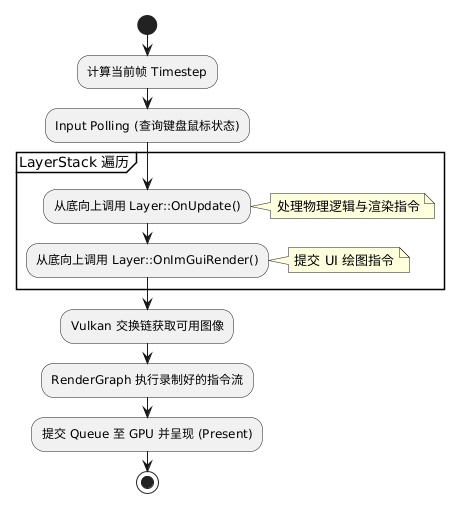 计算当前帧 Timestep
Input Polling (查询键盘鼠标状态)
LayerStack 遍历
从底向上调用 Layer::OnUpdate()
处理物理逻辑与渲染指令
从底向上调用 Layer::OnImGuiRender()
提交 UI 绘图指令
Vulkan 交换链获取可用图像
RenderGraph 执行录制好的指令流
提交 Queue 至 GPU 并呈现 (Present)